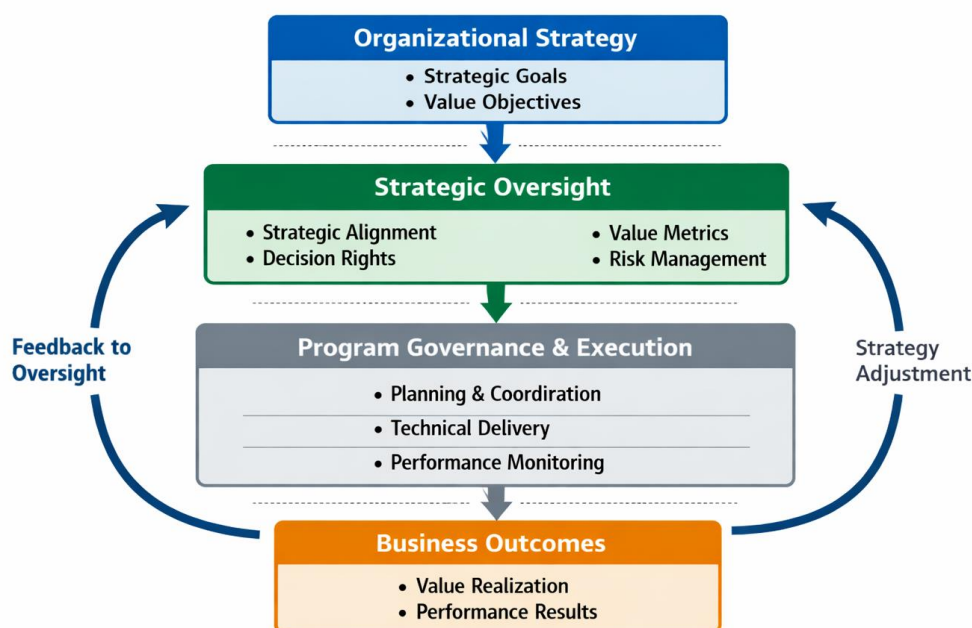 Organizational Strategy
• Strategic Goals
• Value Objectives
Strategic Oversight
• Strategic Alignment
• Decision Rights
• Value Metrics
• Risk Management
Feedback to
Oversight
Program Governance & Execution
• Planning & Coordiration
• Technical Delivery
• Performance Monitoring
Strategy
Adjustment
Business Outcomes
• Value Realization
• Performance Results